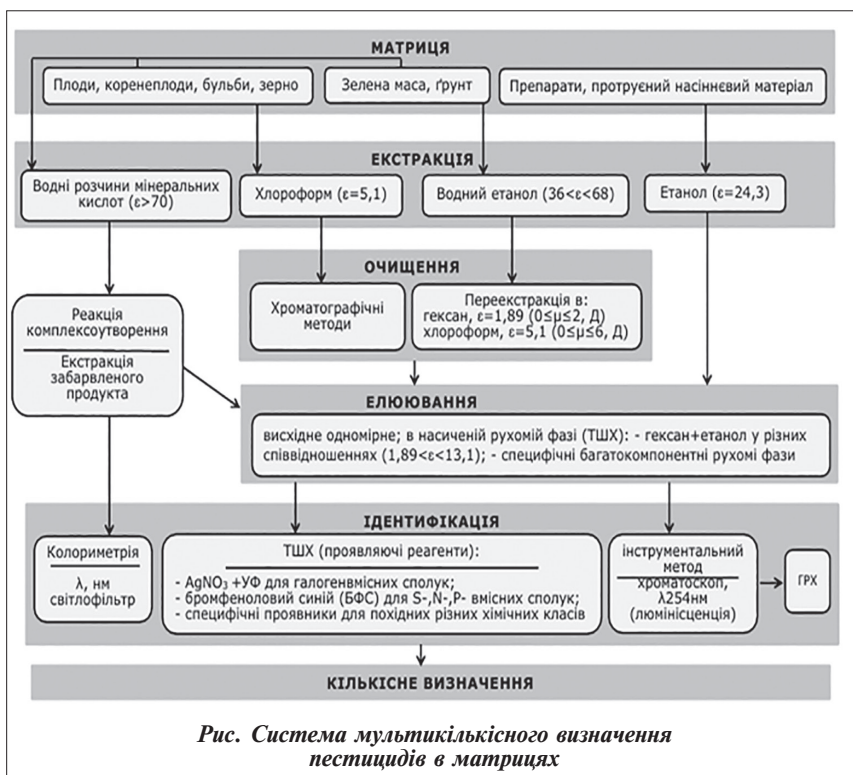 МАТРИЦЯ
Плоди, коренеплоди, бульби, зерно
Зелена маса, ґрунт
Препарати, протруєний насіннєвий матеріал
ЕКСТРАКЦІЯ
Водні розчини мінеральних
кислот (ε>70)
Хлороформ (ε=5,1)
Водний етанол (36<ε<68)
Етанол (ε=24,3)
ОЧИЩЕННЯ
Хроматографічні
методи
Переекстракція в:
гексан, ε=1,89 (0≤μ≤2, Д)
хлороформ, ε=5,1 (0≤μ≤6, Д)
Реакція
комплексоутворення
Екстракція
забарвленого
продукта
ЕЛЮЮВАННЯ
висхідне одномірне; в насиченій рухомій фазі (ТШХ): - гексан+етанол у різних
співвідношеннях (1,89<ε<13,1); - специфічні багатокомпонентні рухомі фази
ІДЕНТИФІКАЦІЯ
Колориметрія
λ, нм
світлофільтр
ТШХ (проявляючі реагенти):
- AgNO₃ +УФ для галогенвмісних сполук;
- бромфеноловий синій (БФС) для S-,N-,P- вмісних сполук;
- специфічні проявники для похідних різних хімічних класів
інструментальний
метод
хроматоскоп,
λ254нм
(люмінісценція)
ГРХ
КІЛЬКІСНЕ ВИЗНАЧЕННЯ
Рис. Система мультикількісного визначення
пестицидів в матрицях